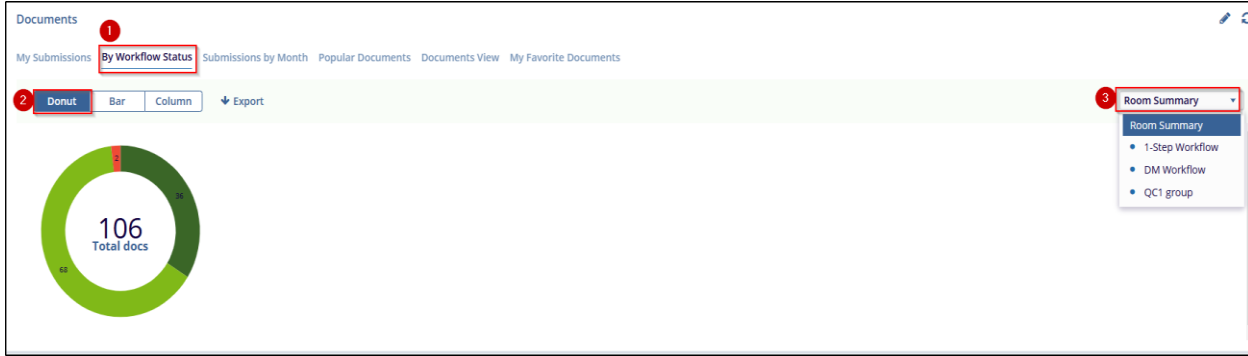 Documents
1
My Submissions By Workflow Status Submissions by Month Popular Documents Documents View My Favorite Documents
2 Donut Bar Column Export 3 Room Summary
Room Summary
1-Step Workflow
DM Workflow
QC1 group
2
36
106
Total docs
68